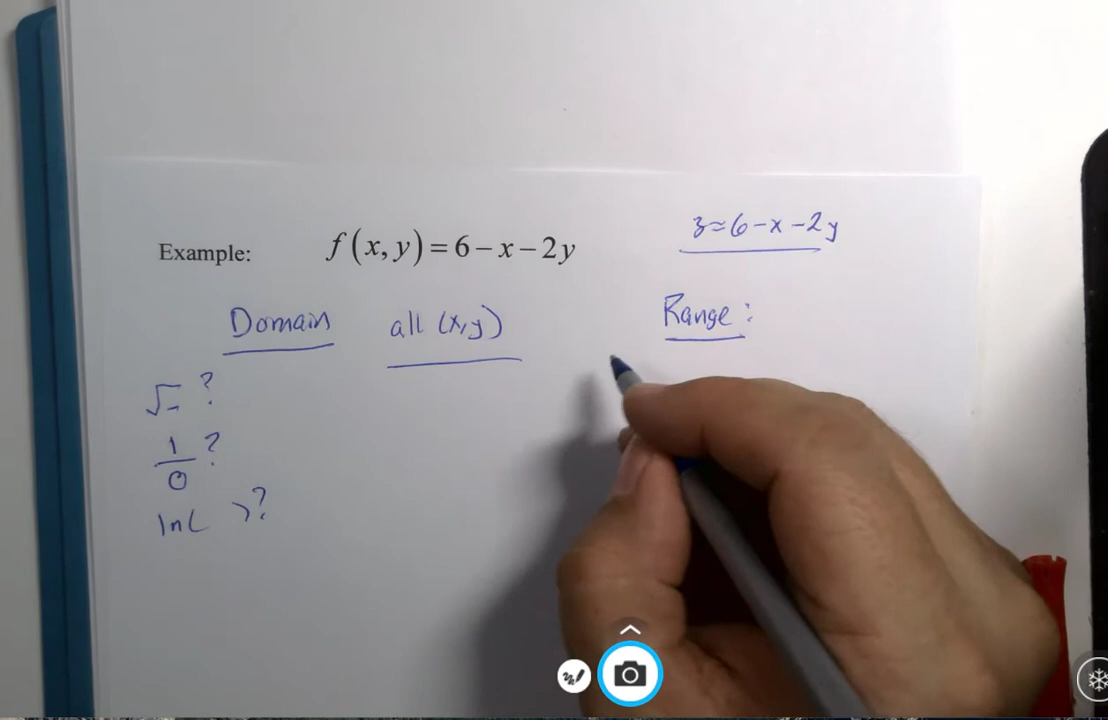 z=6-x-2y
Example: f(x,y)=6-x-2y
Domain all (x,y) Range:
√- ?
1/0 ?
ln( )?